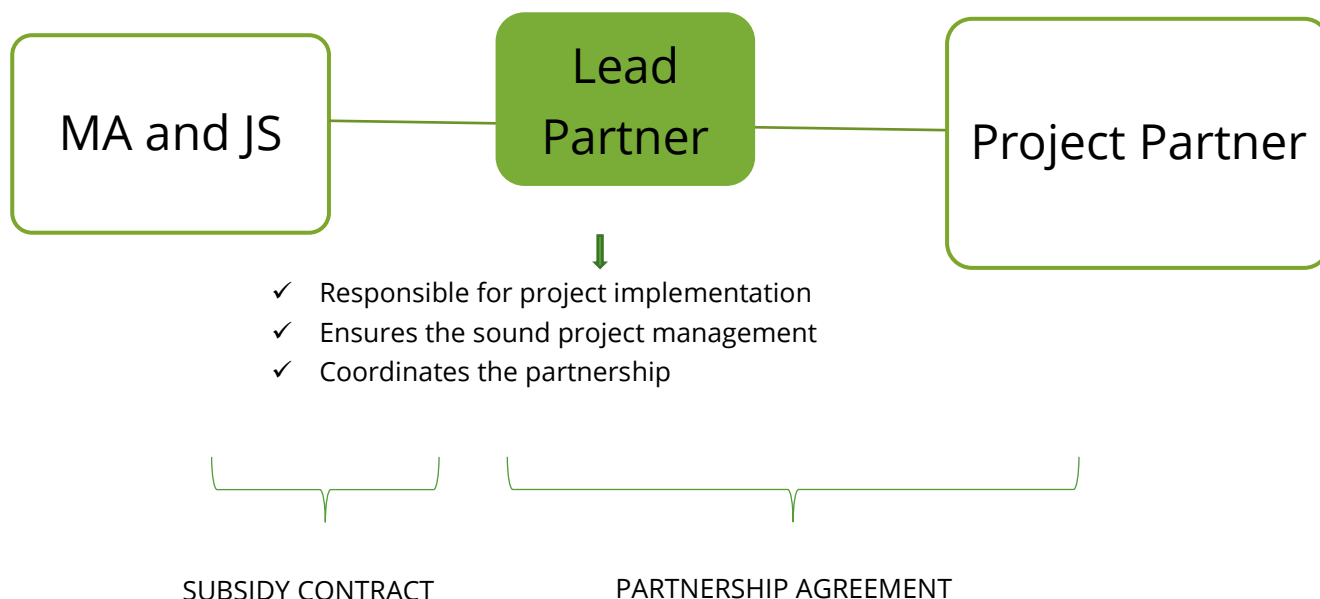 MA and JS
Lead
Partner
Project Partner
✓ Responsible for project implementation
✓ Ensures the sound project management
✓ Coordinates the partnership
SUBSIDY CONTRACT
PARTNERSHIP AGREEMENT